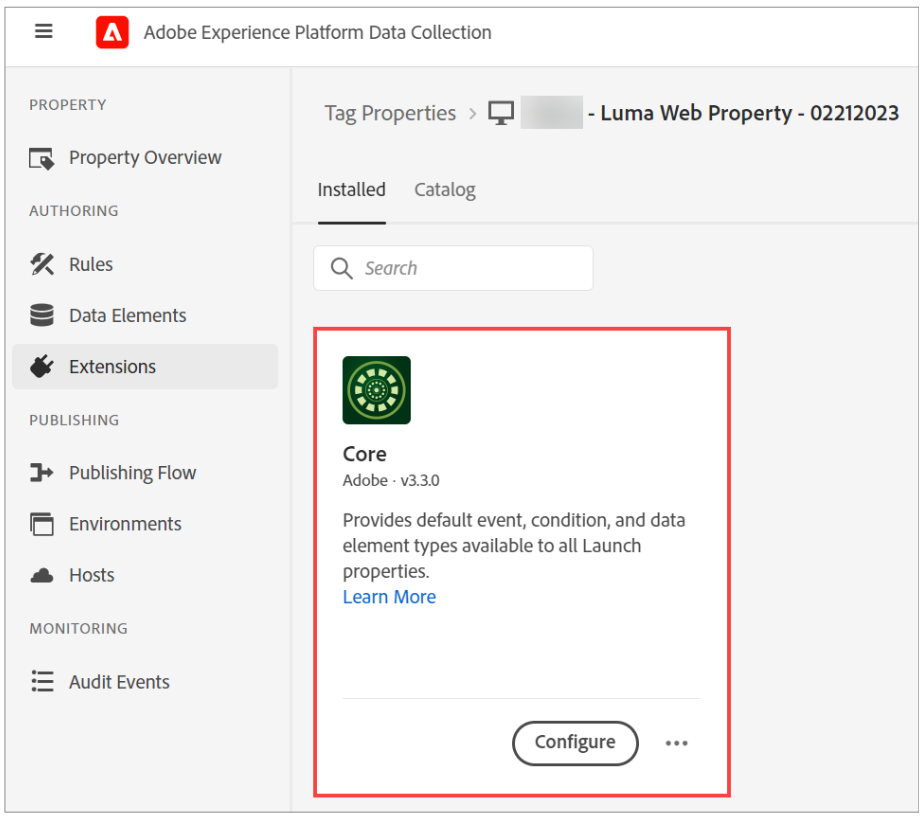 Adobe Experience Platform Data Collection
PROPERTY
Property Overview
AUTHORING
Rules
Data Elements
Extensions
PUBLISHING
Publishing Flow
Environments
Hosts
MONITORING
Audit Events
Tag Properties > - Luma Web Property - 02212023
Installed Catalog
Search
Core
Adobe · v3.3.0
Provides default event, condition, and data
element types available to all Launch
properties.
Learn More
Configure